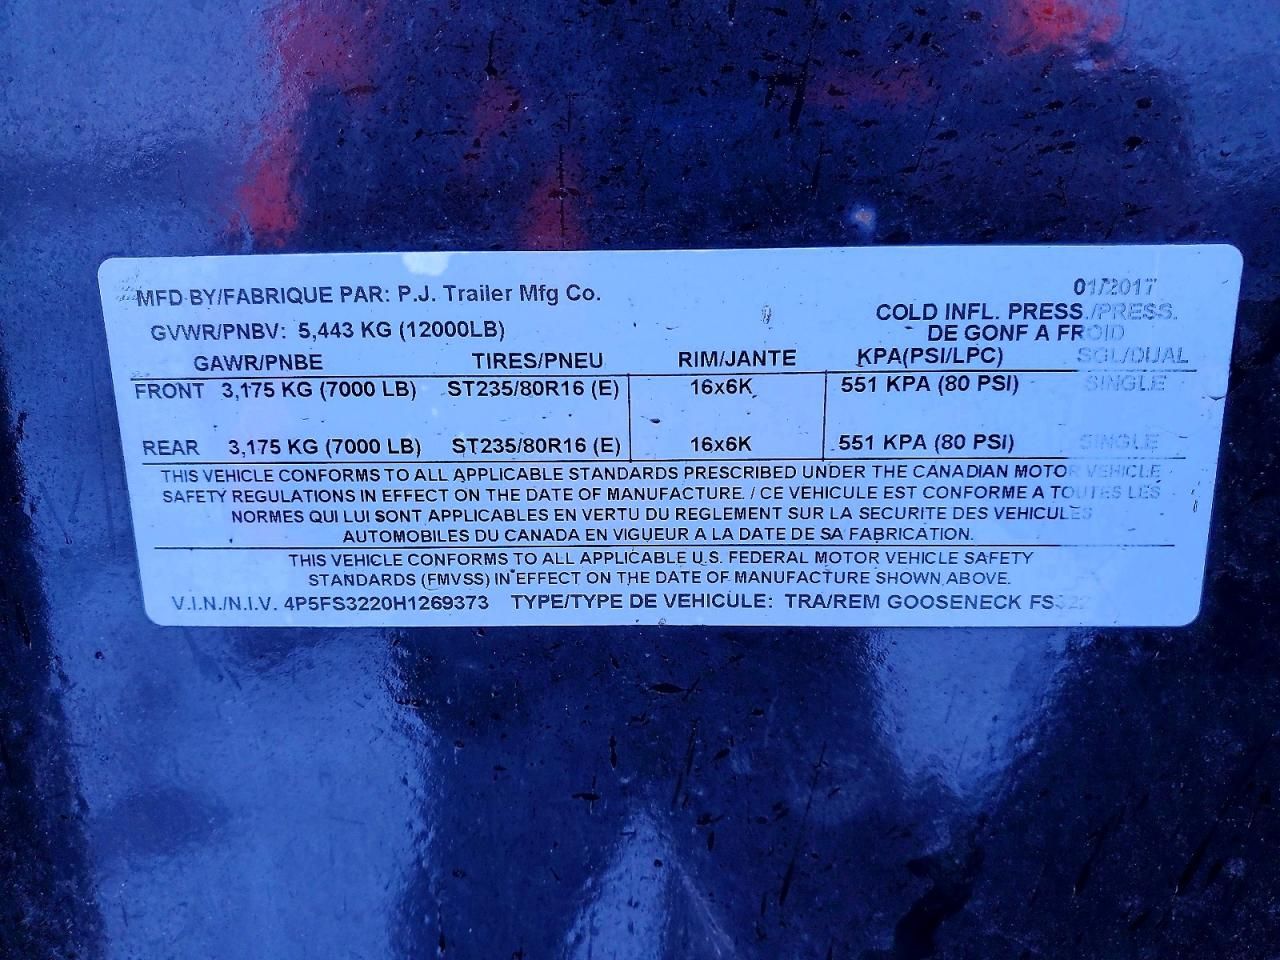 MFD BY/FABRIQUE PAR: P.J. Trailer Mfg Co.
01/2017
GVWR/PNBV: 5,443 KG (12000LB)
COLD INFL. PRESS./PRESS.
DE GONF A FROID
GAWR/PNBE TIRES/PNEU RIM/JANTE KPA(PSI/LPC) SGL/DUAL
FRONT 3,175 KG (7000 LB) ST235/80R16 (E) 16x6K 551 KPA (80 PSI) SINGLE
REAR 3,175 KG (7000 LB) ST235/80R16 (E) 16x6K 551 KPA (80 PSI) SINGLE
THIS VEHICLE CONFORMS TO ALL APPLICABLE STANDARDS PRESCRIBED UNDER THE CANADIAN MOTOR VEHICLE
SAFETY REGULATIONS IN EFFECT ON THE DATE OF MANUFACTURE. / CE VEHICULE EST CONFORME A TOUTES LES
NORMES QUI LUI SONT APPLICABLES EN VERTU DU REGLEMENT SUR LA SECURITE DES VEHICULES
AUTOMOBILES DU CANADA EN VIGUEUR A LA DATE DE SA FABRICATION.
THIS VEHICLE CONFORMS TO ALL APPLICABLE U.S. FEDERAL MOTOR VEHICLE SAFETY
STANDARDS (FMVSS) IN EFFECT ON THE DATE OF MANUFACTURE SHOWN ABOVE.
V.I.N./N.I.V. 4P5FS3220H1269373 TYPE/TYPE DE VEHICULE: TRA/REM GOOSENECK FS322